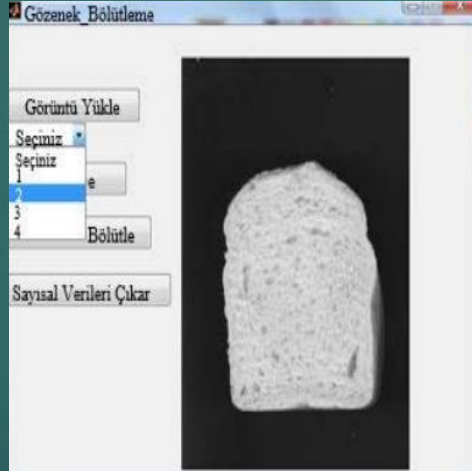 Gözenek_Bölütleme
Görüntü Yükle
Seçiniz
Seçiniz
1
e
2
3
4
Bölütle
Sayısal Verileri Çıkar